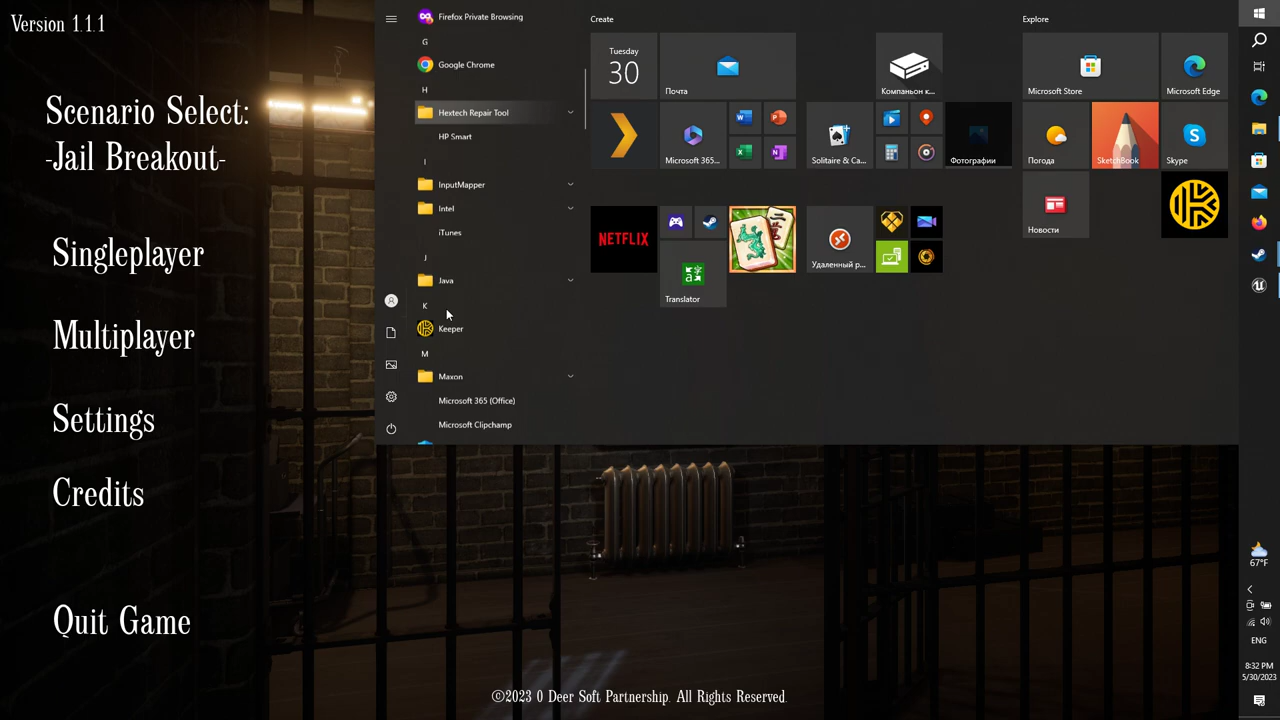 Version 1.1.1
Scenario Select:
-Jail Breakout-
Singleplayer
Multiplayer
Settings
Credits
Quit Game
©2023 0 Deer Soft Partnership. All Rights Reserved.
Firefox Private Browsing
G
Google Chrome
H
Hextech Repair Tool
HP Smart
I
InputMapper
Intel
iTunes
J
Java
K
Keeper
M
Maxon
Microsoft 365 (Office)
Microsoft Clipchamp
Create
Tuesday
30
Почта
Компаньон к...
Microsoft 365...
Solitaire & Ca...
Фотографии
NETFLIX
Translator
Удаленный р...
Explore
Microsoft Store
Microsoft Edge
Погода
SketchBook
Skype
Новости
67°F
ENG
8:32 PM
5/30/2023